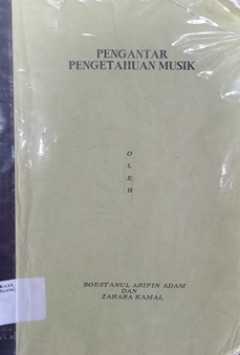 PENGANTAR
PENGETAHUAN MUSIK
O
L
E
H
BOESTANUL ARIFIN ADAM
DAN
ZAHARA KAMAL